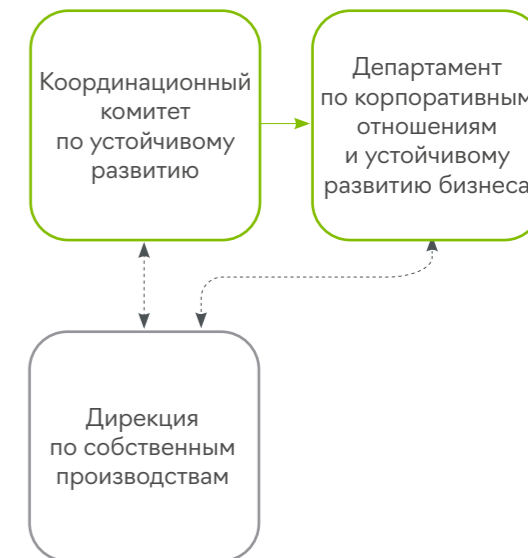 Координационный
комитет
по устойчивому
развитию
Департамент
по корпоративным
отношениям
и устойчивому
развитию бизнеса
Дирекция
по собственным
производствам